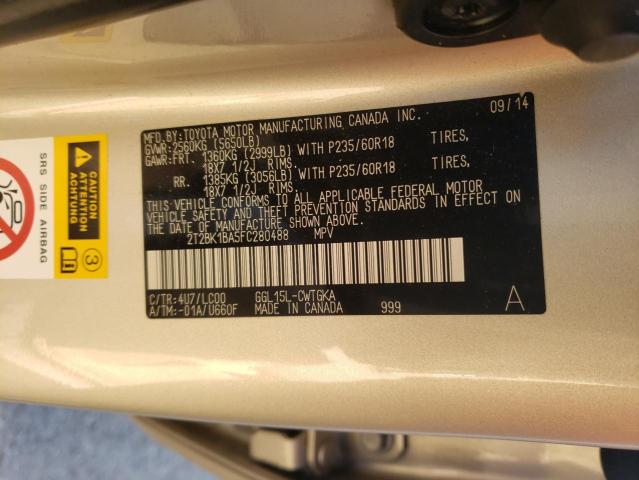 MFD.BY:TOYOTA MOTOR MANUFACTURING CANADA INC. 09/14
GVWR:2560KG (5650LB)
GAWR:FRT. 1360KG (2999LB) WITH P235/60R18 TIRES,
18X7 1/2J RIMS,
RR. 1385KG (3056LB) WITH P235/60R18 TIRES,
18X7 1/2J RIMS,
THIS VEHICLE CONFORMS TO ALL APPLICABLE FEDERAL MOTOR
VEHICLE SAFETY AND THEFT PREVENTION STANDARDS IN EFFECT ON
THE DATE OF MANUFACTURE SHOWN ABOVE.
2T2BK1BA5FC280488 MPV
C/TR:4U7/LC00 GGL15L-CWTGKA A
A/TM:-01A/U660F MADE IN CANADA 999
SRS SIDE AIRBAG
CAUTION
ATTENTION
ACHTUNG
3